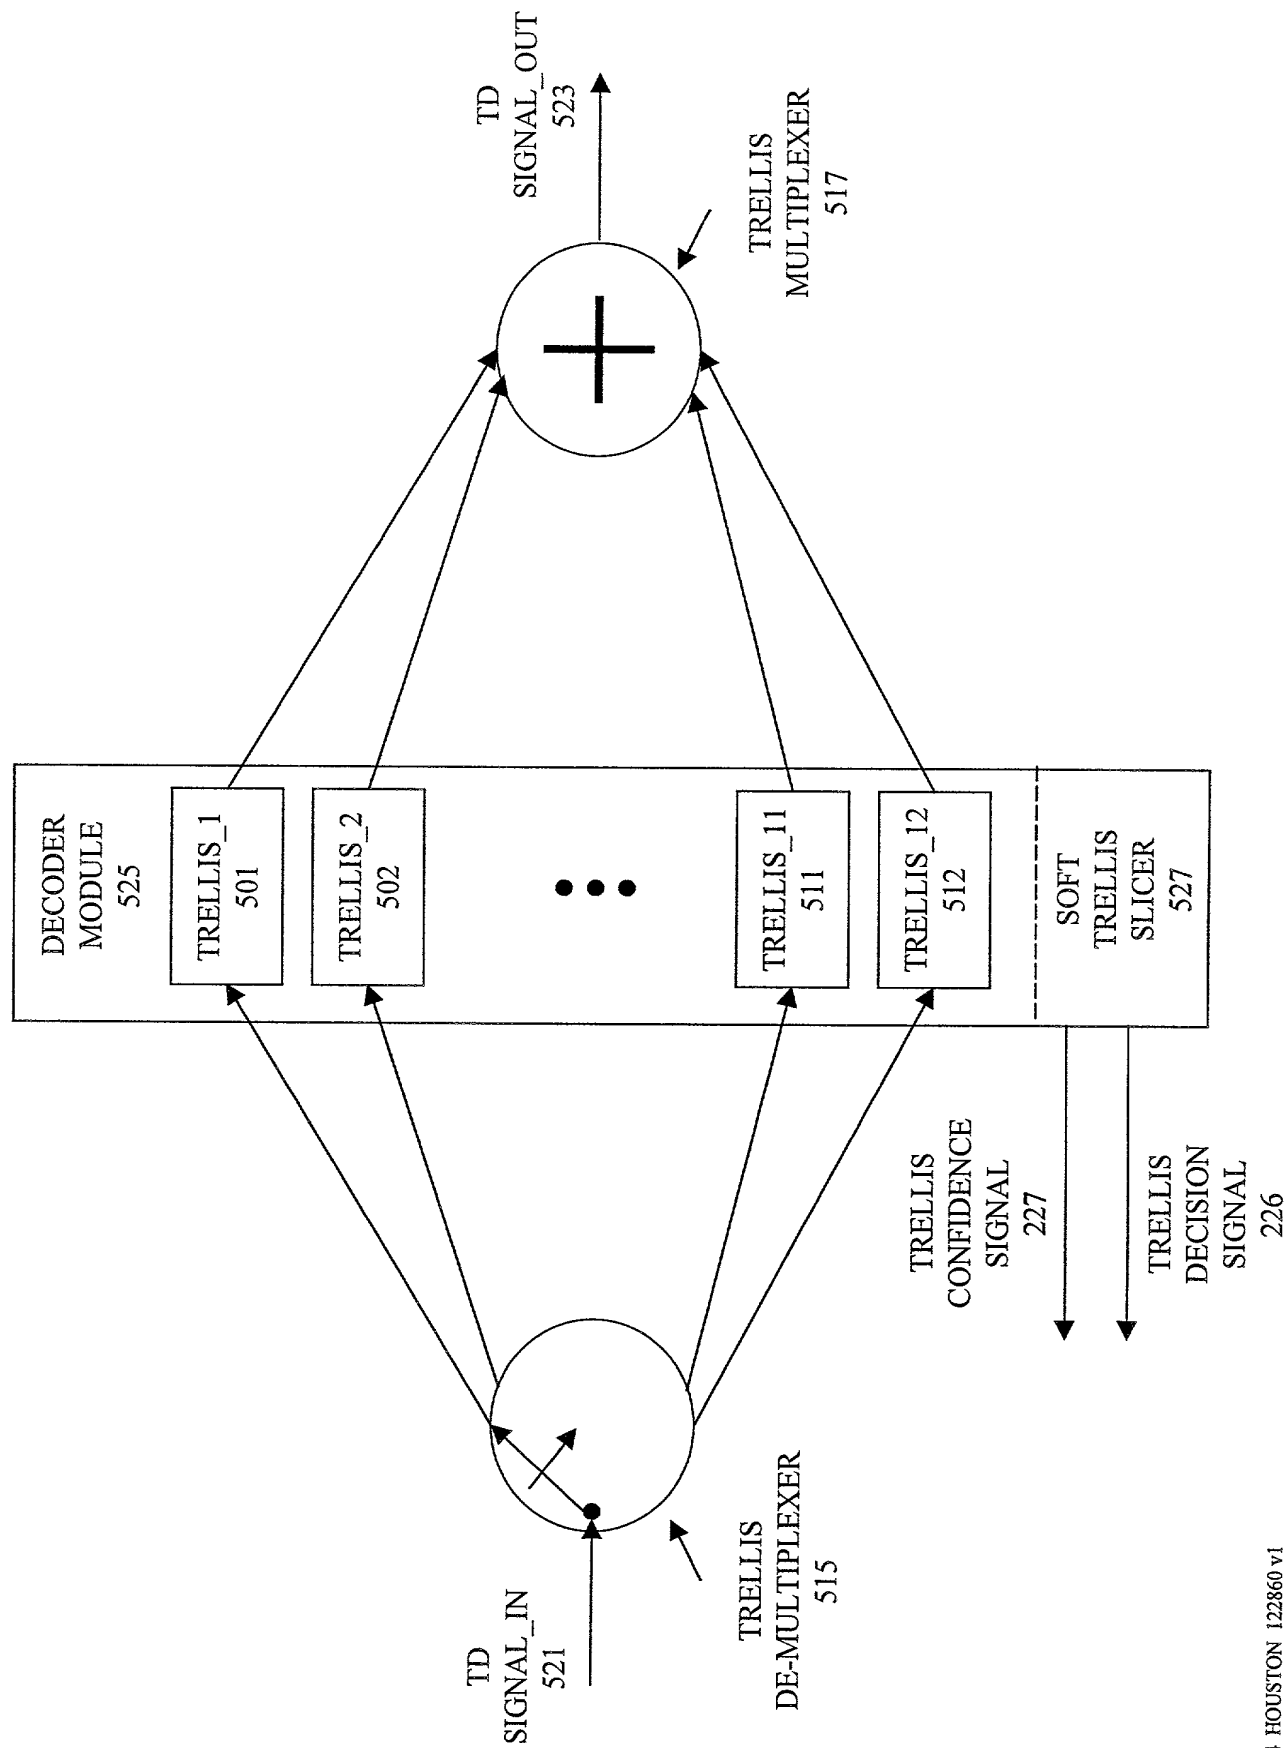 TD
SIGNAL_IN
521
TRELLIS
DE-MULTIPLEXER
515
DECODER
MODULE
525
TRELLIS_1
501
TRELLIS_2
502
TRELLIS_11
511
TRELLIS_12
512
SOFT
TRELLIS
SLICER
527
TRELLIS
CONFIDENCE
SIGNAL
227
TRELLIS
DECISION
SIGNAL
226
TD
SIGNAL_OUT
523
TRELLIS
MULTIPLEXER
517
HOUSTON 122860 v1